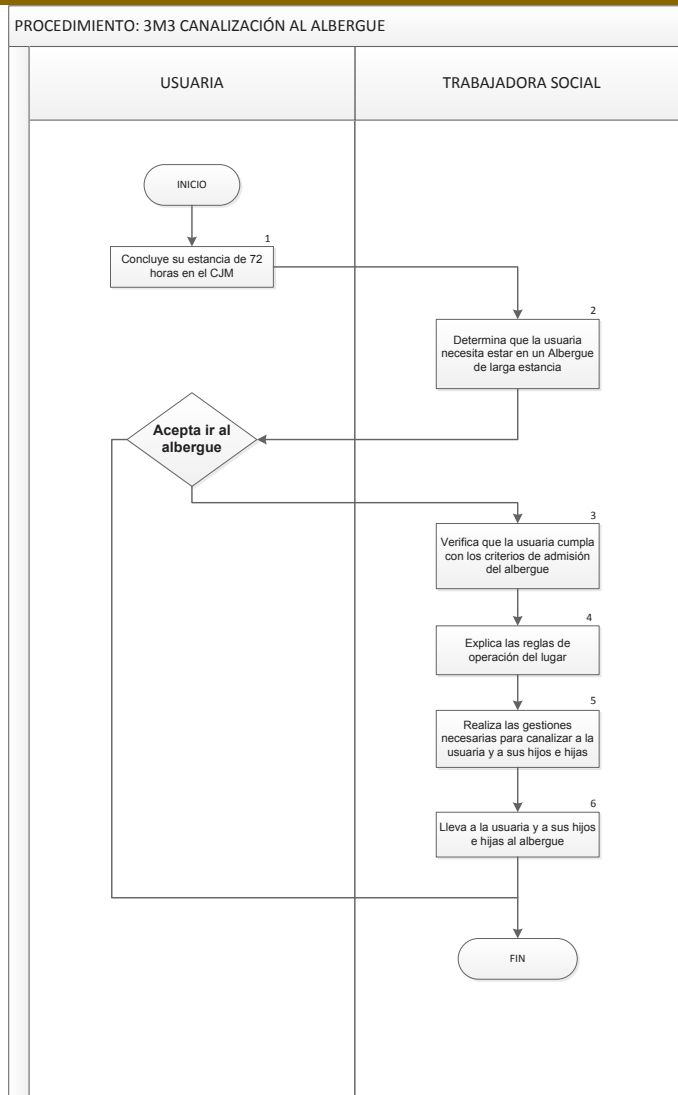 PROCEDIMIENTO: 3M3 CANALIZACIÓN AL ALBERGUE
USUARIA
TRABAJADORA SOCIAL
INICIO
1
Concluye su estancia de 72
horas en el CJM
2
Determina que la usuaria
necesita estar en un Albergue
de larga estancia
Acepta ir al
albergue
3
Verifica que la usuaria cumpla
con los criterios de admisión
del albergue
4
Explica las reglas de
operación del lugar
5
Realiza las gestiones
necesarias para canalizar a la
usuaria y a sus hijos e hijas
6
Lleva a la usuaria y a sus hijos
e hijas al albergue
FIN